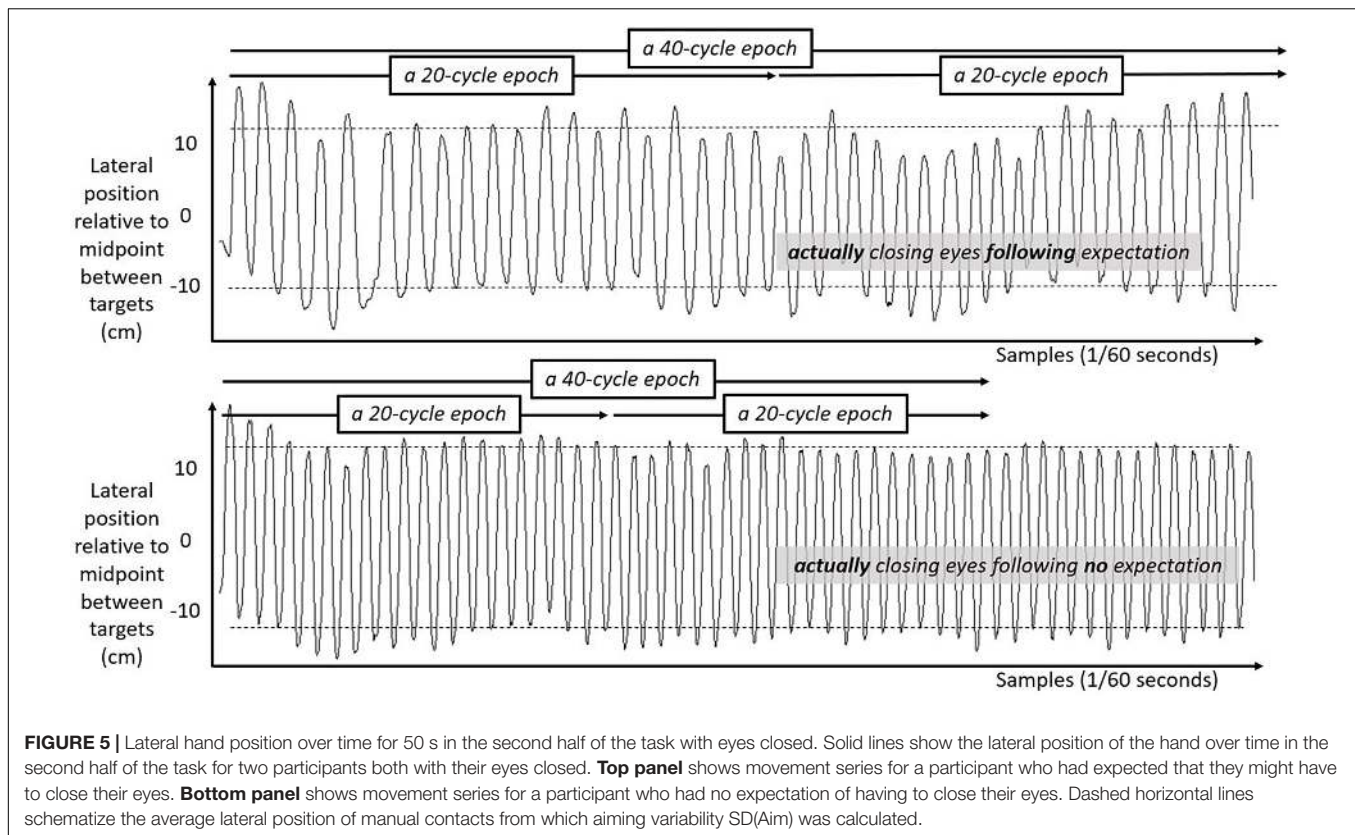 a 40-cycle epoch
a 20-cycle epoch
a 20-cycle epoch
Lateral
position
relative to
midpoint
between
targets
(cm)
10
0
-10
actually closing eyes following expectation
Samples (1/60 seconds)
a 40-cycle epoch
a 20-cycle epoch
a 20-cycle epoch
Lateral
position
relative to
midpoint
between
targets
(cm)
10
0
-10
actually closing eyes following no expectation
Samples (1/60 seconds)
FIGURE 5 | Lateral hand position over time for 50 s in the second half of the task with eyes closed. Solid lines show the lateral position of the hand over time in the
second half of the task for two participants both with their eyes closed. Top panel shows movement series for a participant who had expected that they might have
to close their eyes. Bottom panel shows movement series for a participant who had no expectation of having to close their eyes. Dashed horizontal lines
schematize the average lateral position of manual contacts from which aiming variability SD(Aim) was calculated.